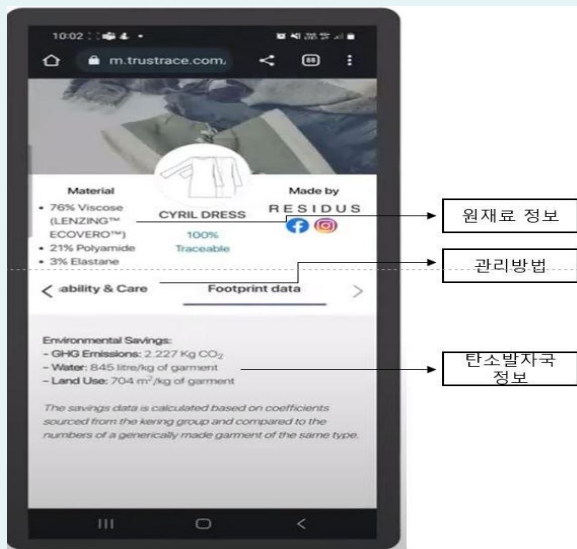 10:02
m.trustrace.com/
Material
• 76% Viscose
(LENZING™
ECOVERO™)
• 21% Polyamide
• 3% Elastane
CYRIL DRESS
100%
Traceable
Made by
RESIDUS
ability & Care
Footprint data
Environmental Savings:
– GHG Emissions: 2.227 Kg CO₂
– Water: 845 litre/kg of garment
– Land Use: 704 m²/kg of garment
The savings data is calculated based on coefficients
sourced from the kering group and compared to the
numbers of a generically made garment of the same type.
원재료 정보
관리방법
탄소발자국
정보